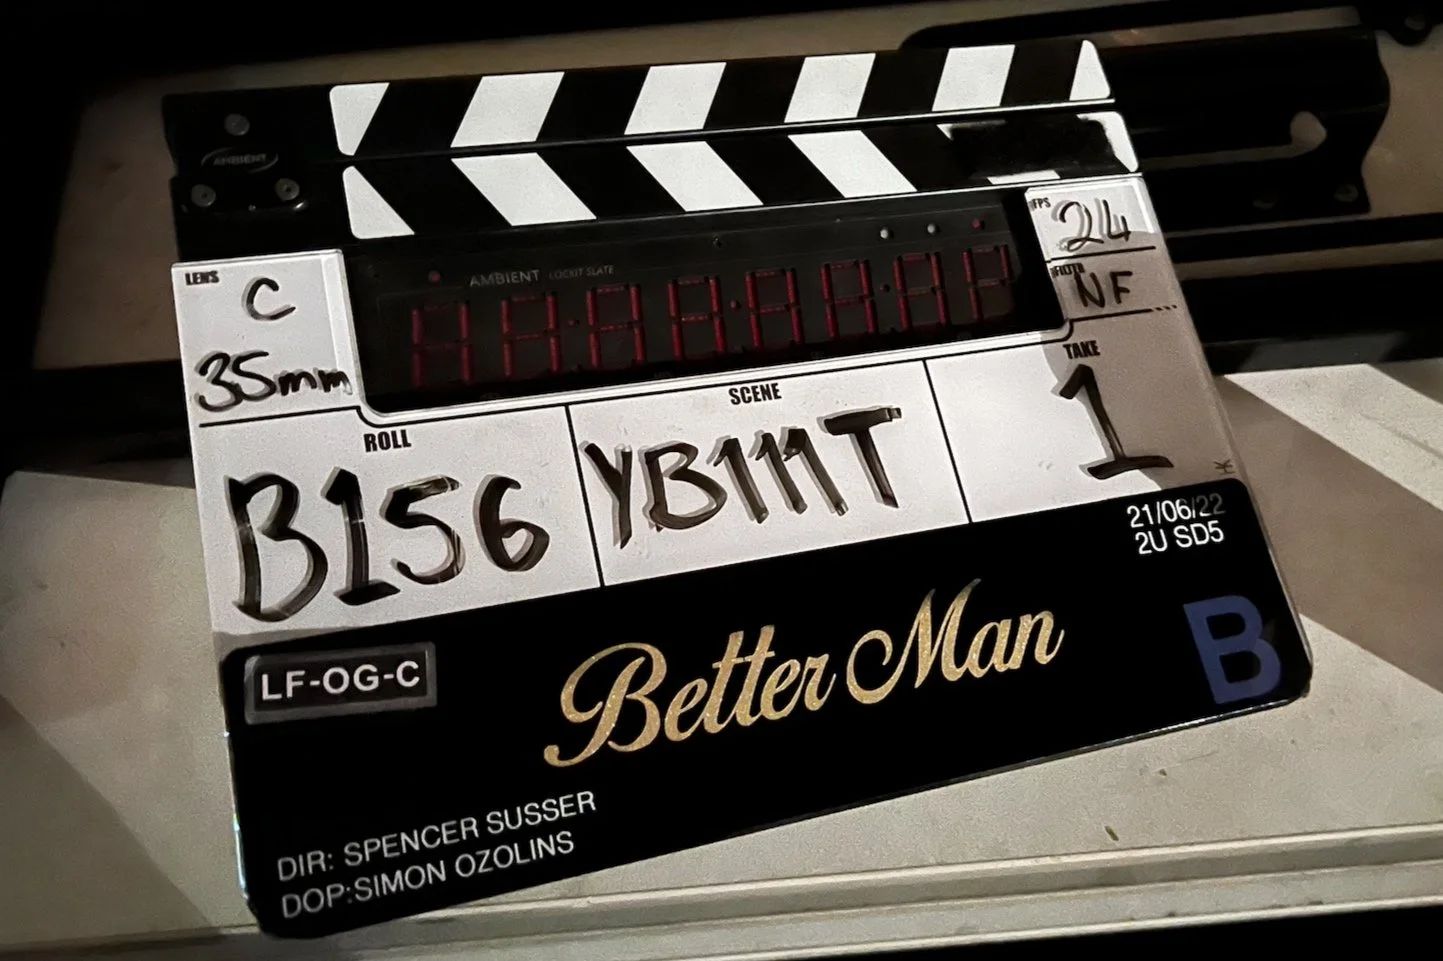 AMBIENT
AMBIENT LOCKIT SLATE
LENS
C
35mm
FPS
24
FILTER
NF
ROLL
B156
SCENE
YB111T
TAKE
1
21/06/22
2U SD5
LF-OG-C
Better Man
B
DIR: SPENCER SUSSER
DOP:SIMON OZOLINS